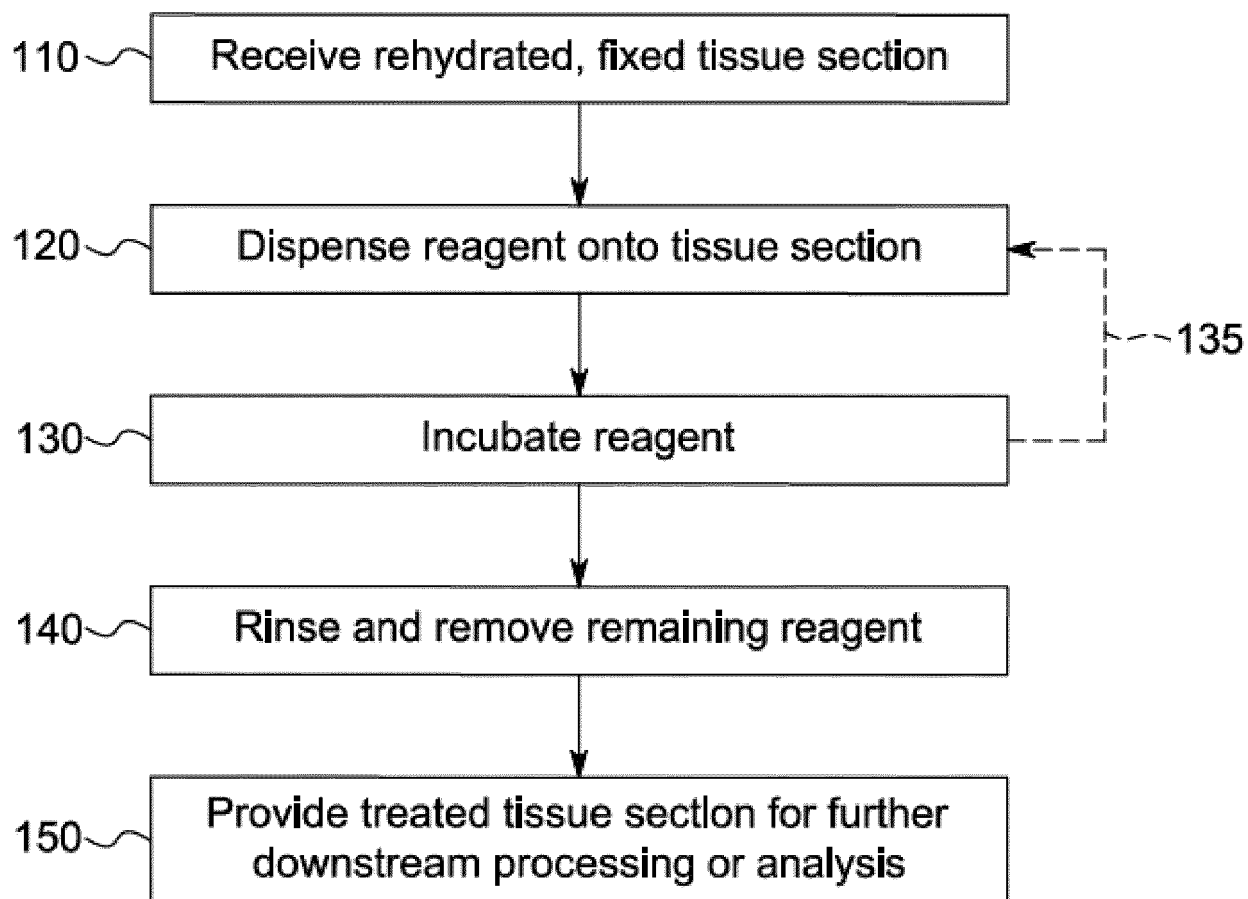 110 Receive rehydrated, fixed tissue section
120 Dispense reagent onto tissue section
135
130 Incubate reagent
140 Rinse and remove remaining reagent
150 Provide treated tissue section for further
downstream processing or analysis